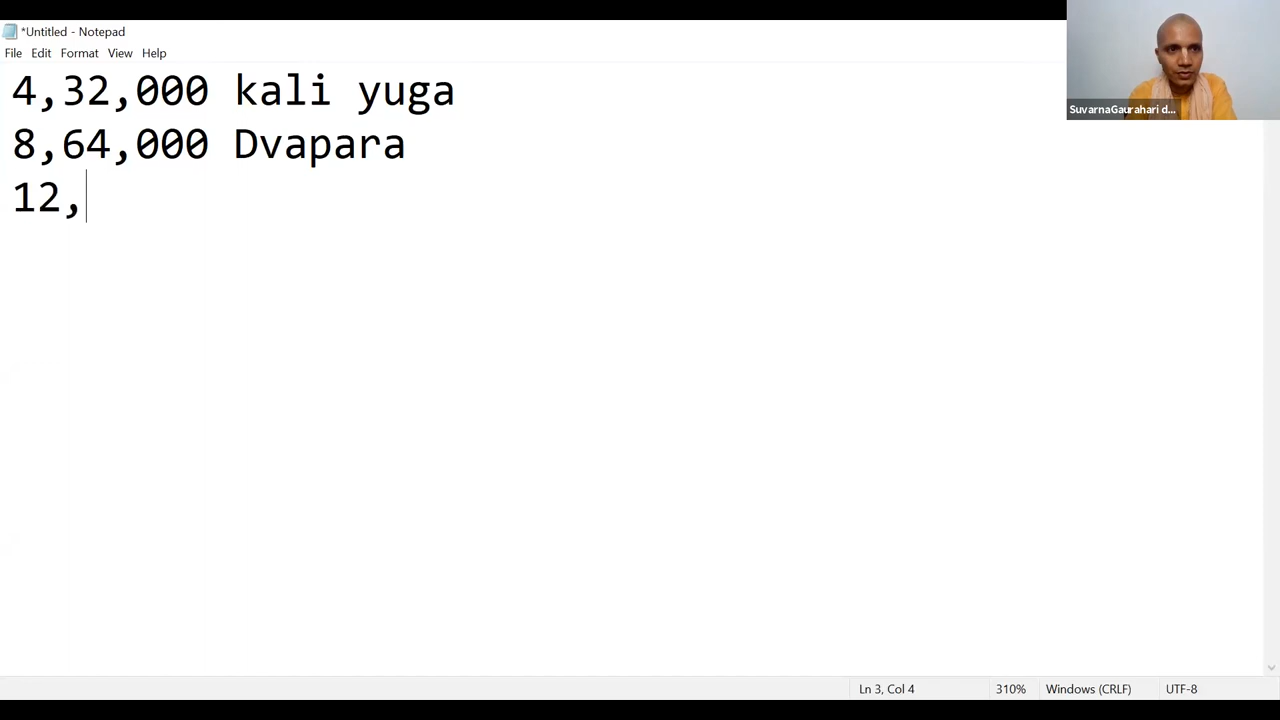 *Untitled - Notepad
File Edit Format View Help
4,32,000 kali yuga
8,64,000 Dvapara
12,
SuvarnaGaurahari d...
Ln 3, Col 4 310% Windows (CRLF) UTF-8